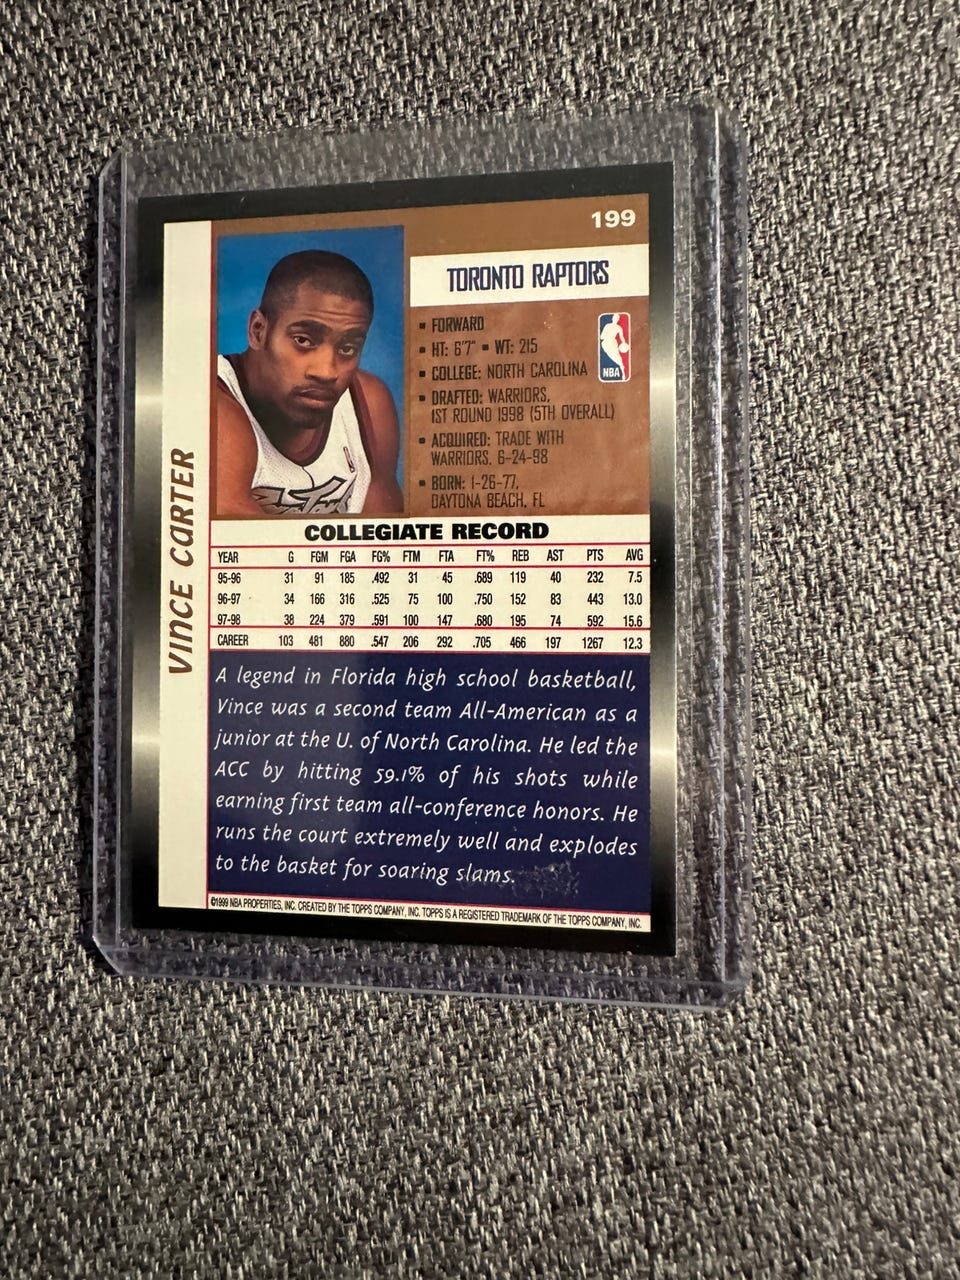 199
TORONTO RAPTORS
▪ FORWARD
▪ HT: 6'7" ▪ WT: 215
▪ COLLEGE: NORTH CAROLINA
▪ DRAFTED: WARRIORS,
1ST ROUND 1998 (5TH OVERALL)
▪ ACQUIRED: TRADE WITH
WARRIORS, 6-24-98
▪ BORN: 1-26-77,
DAYTONA BEACH, FL
NBA
VINCE CARTER
COLLEGIATE RECORD
YEAR G FGM FGA FG% FTM FTA FT% REB AST PTS AVG
95-96 31 91 185 .492 31 45 .689 119 40 232 7.5
96-97 34 166 316 .525 75 100 .750 152 83 443 13.0
97-98 38 224 379 .591 100 147 .680 195 74 592 15.6
CAREER 103 481 880 .547 206 292 .705 466 197 1267 12.3
A legend in Florida high school basketball,
Vince was a second team All-American as a
junior at the U. of North Carolina. He led the
ACC by hitting 59.1% of his shots while
earning first team all-conference honors. He
runs the court extremely well and explodes
to the basket for soaring slams.
©1999 NBA PROPERTIES, INC. CREATED BY THE TOPPS COMPANY, INC. TOPPS IS A REGISTERED TRADEMARK OF THE TOPPS COMPANY, INC.